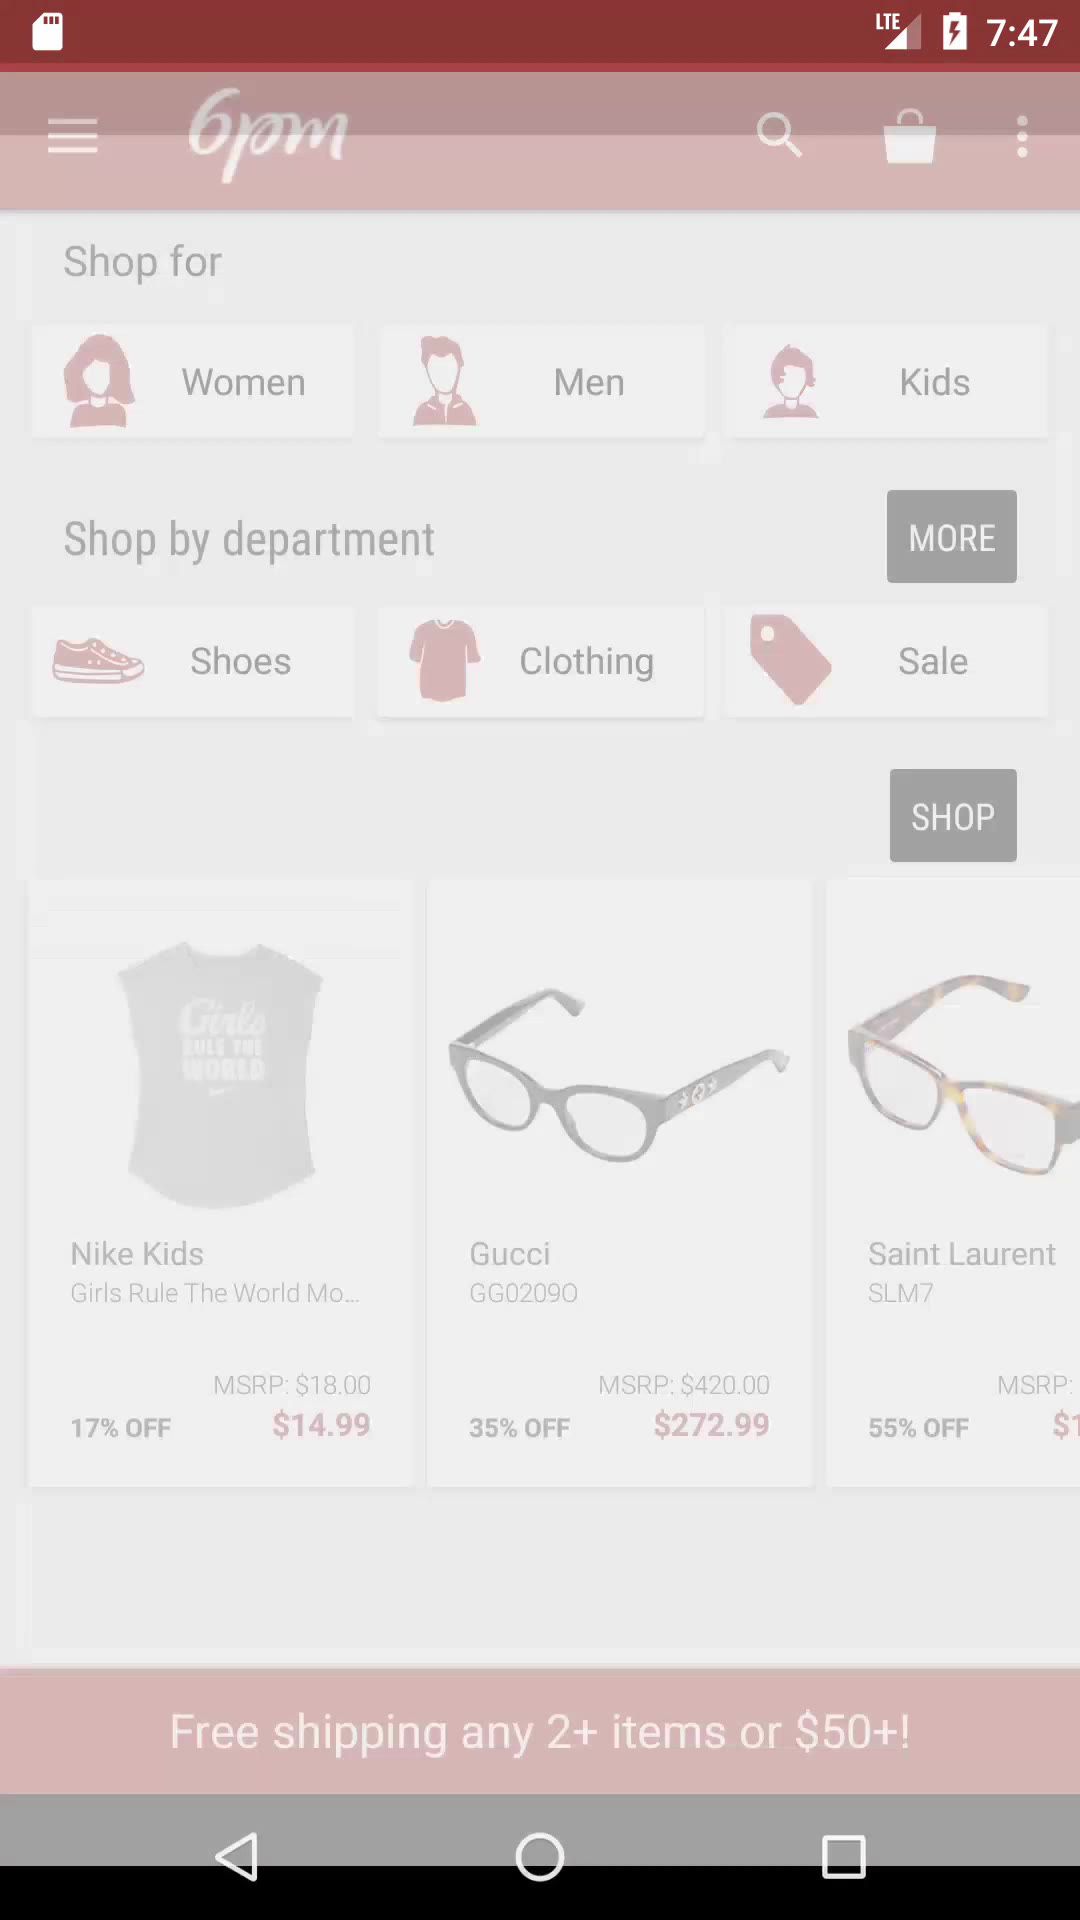 LTE 7:47
6pm
Shop for
Women Men Kids
Shop by department MORE
Shoes Clothing Sale
SHOP
Girls
RULE THE
WORLD
Nike Kids Gucci Saint Laurent
Girls Rule The World Mo... GG0209O SLM7
MSRP: $18.00 MSRP: $420.00 MSRP:
17% OFF $14.99 35% OFF $272.99 55% OFF $1
Free shipping any 2+ items or $50+!